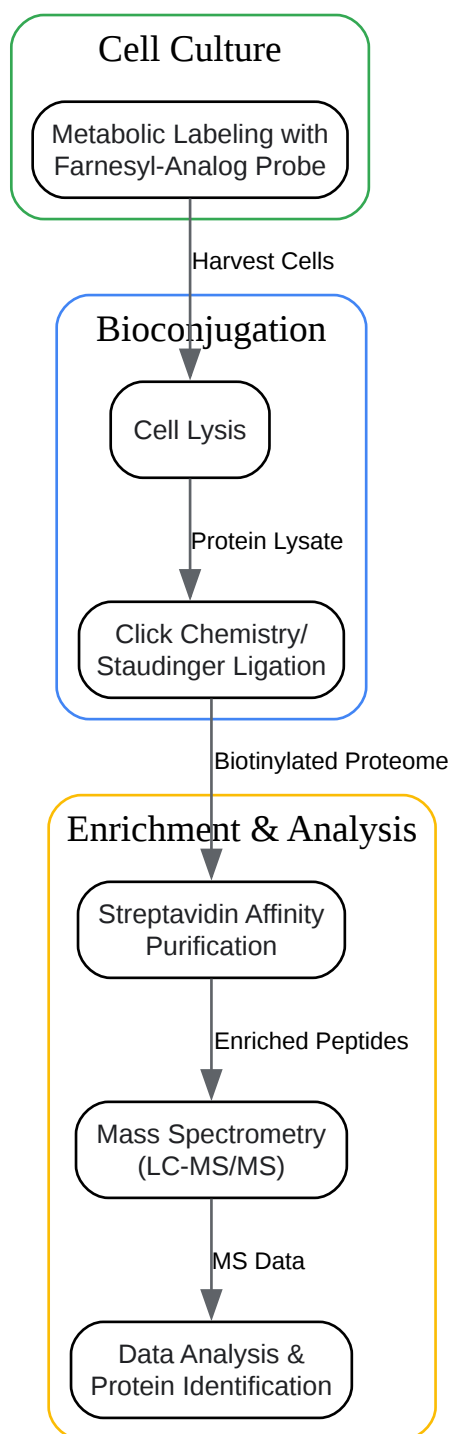 Cell Culture
Metabolic Labeling with
Farnesyl-Analog Probe
Harvest Cells
Bioconjugation
Cell Lysis
Protein Lysate
Click Chemistry/
Staudinger Ligation
Biotinylated Proteome
Enrichment & Analysis
Streptavidin Affinity
Purification
Enriched Peptides
Mass Spectrometry
(LC-MS/MS)
MS Data
Data Analysis &
Protein Identification